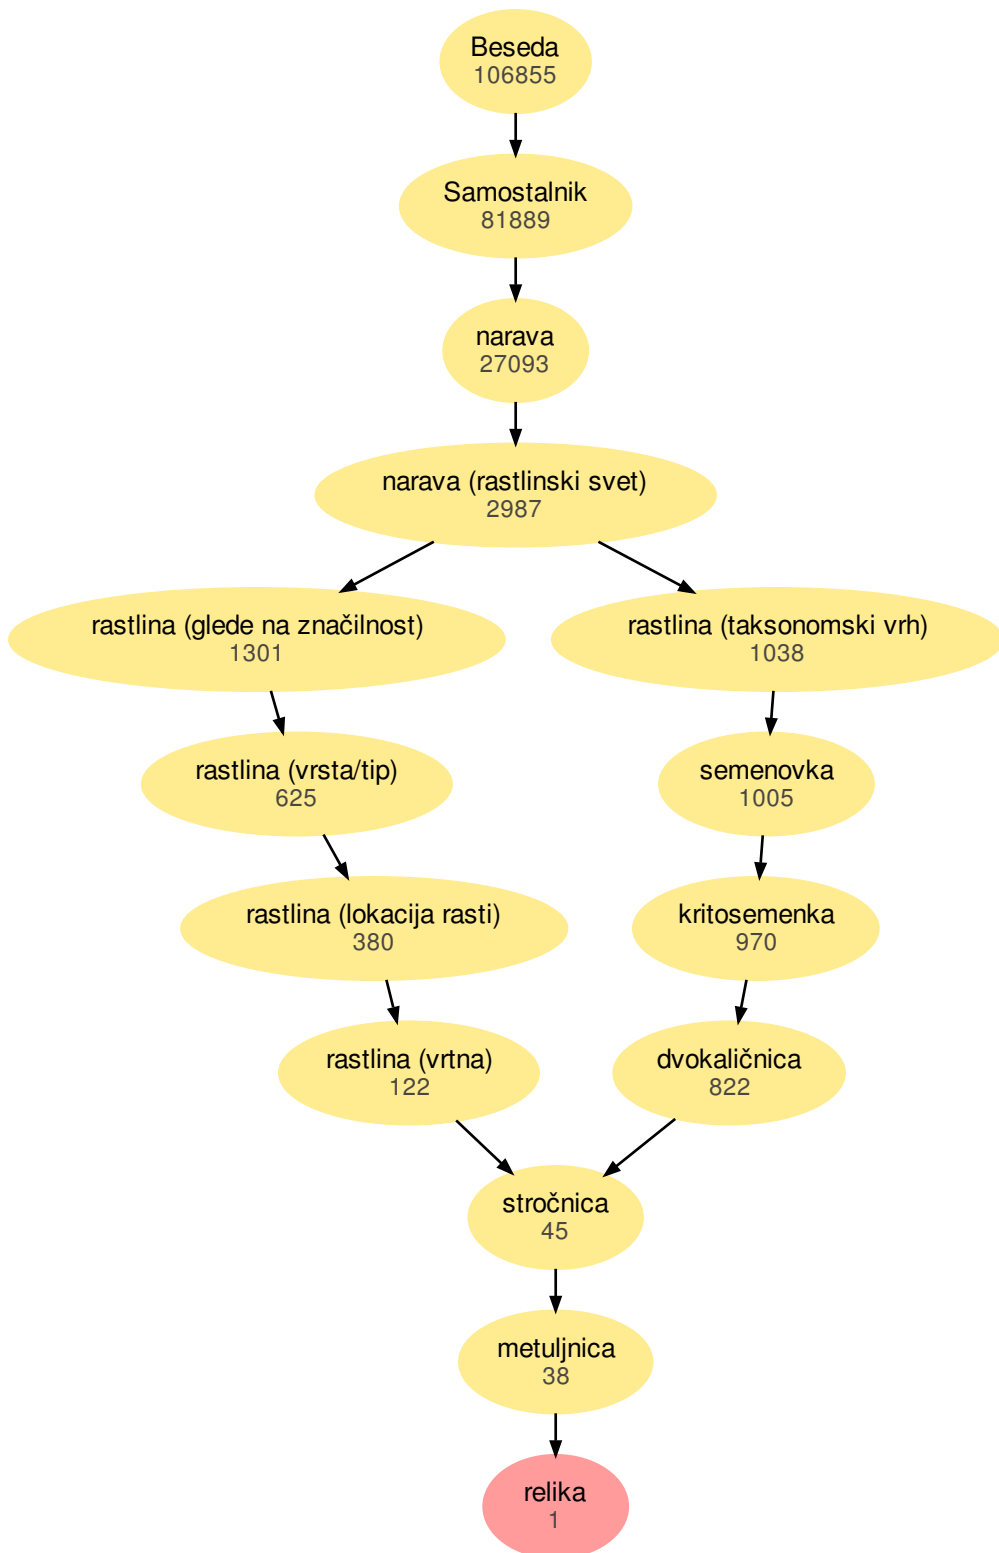 Beseda
106855
Samostalnik
81889
narava
27093
narava (rastlinski svet)
2987
rastlina (glede na značilnost)
1301
rastlina (taksonomski vrh)
1038
rastlina (vrsta/tip)
625
semenovka
1005
rastlina (lokacija rasti)
380
kritosemenka
970
rastlina (vrtna)
122
dvokaličnica
822
stročnica
45
metuljnica
38
relika
1